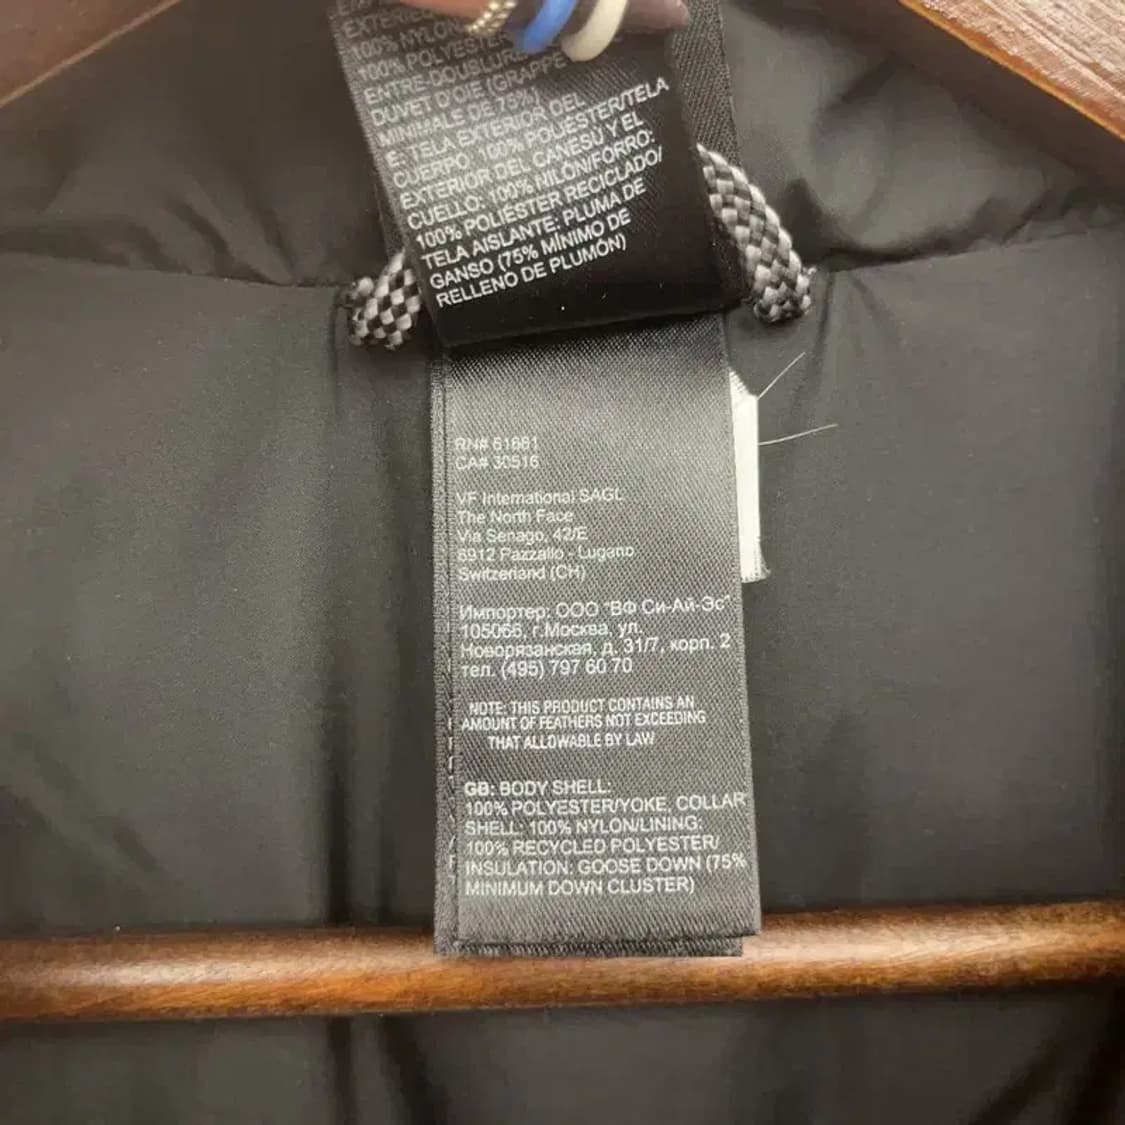 EXTERIEU
100% NYLON
100% POLYESTE
ENTRE-DOUBLURE
DUVET D'OIE (GRAPPE
MINIMALE DE 75%)
E: TELA EXTERIOR DEL
CUERPO: 100% POLIÉSTER/TELA
EXTERIOR DEL CANESÚ Y EL
CUELLO: 100% NILÓN/FORRO:
100% POLIÉSTER RECICLADO/
TELA AISLANTE: PLUMA DE
GANSO (75% MÍNIMO DE
RELLENO DE PLUMÓN)
RN# 61661
CA# 30516
VF International SAGL
The North Face
Via Senago, 42/E
6912 Pazzallo - Lugano
Switzerland (CH)
Импортер: ООО "ВФ Си-Ай-Эс"
105066, г.Москва, ул.
Новорязанская, д. 31/7, корп. 2
тел. (495) 797 60 70
NOTE: THIS PRODUCT CONTAINS AN
AMOUNT OF FEATHERS NOT EXCEEDING
THAT ALLOWABLE BY LAW
GB: BODY SHELL:
100% POLYESTER/YOKE, COLLAR
SHELL: 100% NYLON/LINING:
100% RECYCLED POLYESTER/
INSULATION: GOOSE DOWN (75%
MINIMUM DOWN CLUSTER)